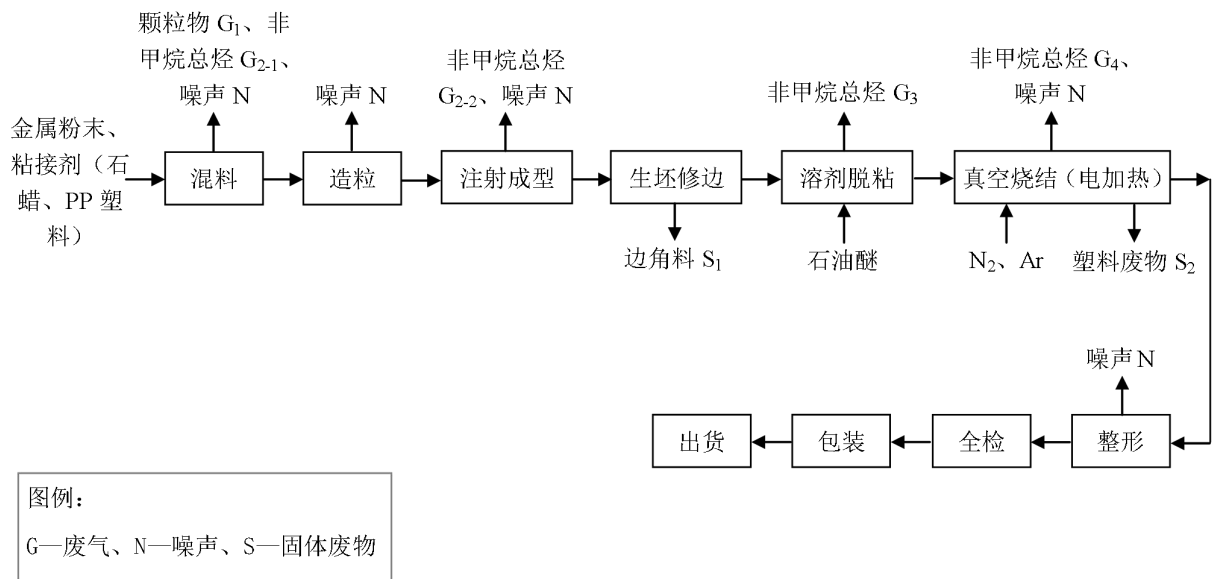 颗粒物 G1、非
甲烷总烃 G2-1、
噪声 N
噪声 N
非甲烷总烃
G2-2、噪声 N
非甲烷总烃 G3
非甲烷总烃 G4、
噪声 N
金属粉末、
粘接剂（石
蜡、PP 塑
料）
混料
造粒
注射成型
生坯修边
溶剂脱粘
真空烧结（电加热）
边角料 S1
石油醚
N2、Ar
塑料废物 S2
噪声 N
出货
包装
全检
整形
图例：
G—废气、N—噪声、S—固体废物